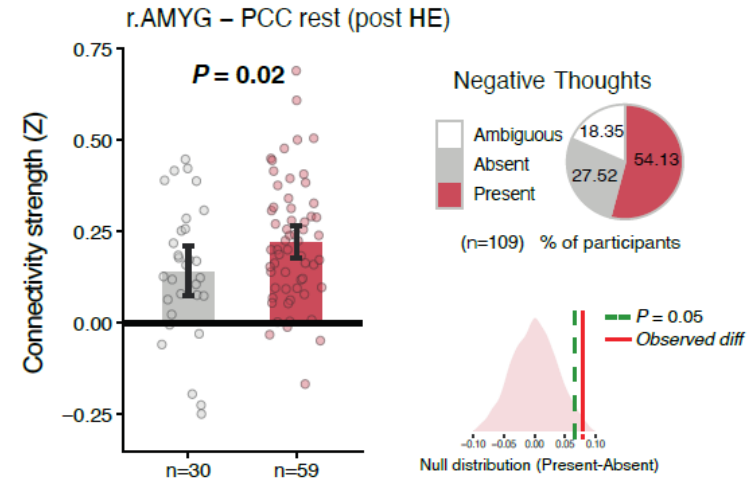 r.AMYG – PCC rest (post HE)
Connectivity strength (Z)
0.75
0.50
0.25
0.00
−0.25
P = 0.02
n=30
n=59
Negative Thoughts
Ambiguous
Absent
Present
18.35
27.52
54.13
(n=109) % of participants
P = 0.05
Observed diff
−0.10 −0.05 0.00 0.05 0.10
Null distribution (Present-Absent)